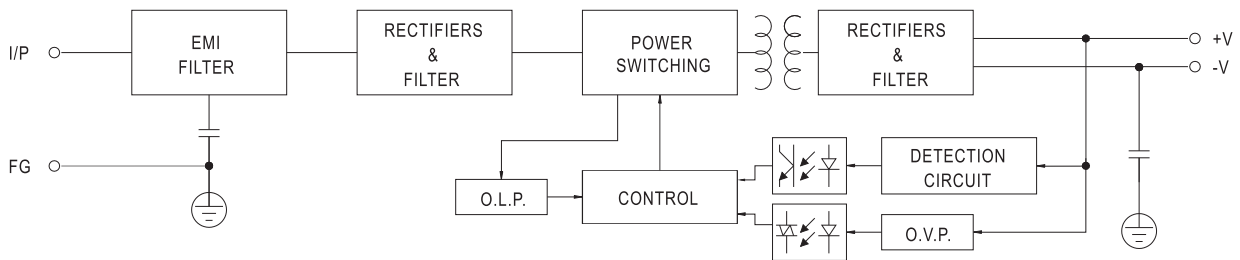 I/P
EMI
FILTER
RECTIFIERS
&
FILTER
POWER
SWITCHING
RECTIFIERS
&
FILTER
+V
-V
FG
O.L.P.
CONTROL
DETECTION
CIRCUIT
O.V.P.